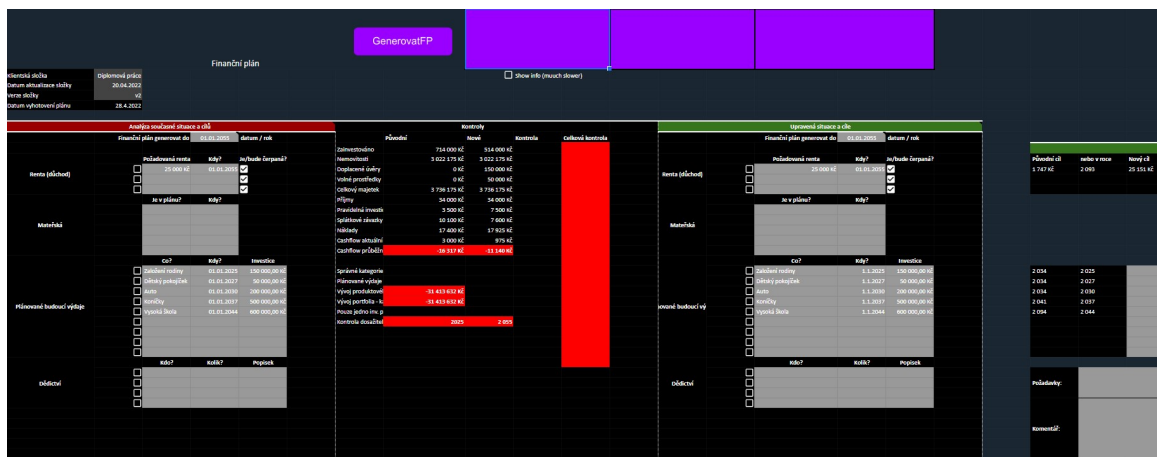 GenerovatFP
Finanční plán
Show info (muuch slower)
Klientská složka Diplomová práce
Datum aktualizace složky 20.04.2022
Verze složky v2
Datum vyhotovení plánu 28.4.2022
Analýza současné situace a cílů Kontroly Upravená situace a cíle
Finanční plán generovat do 01.01.2055 datum / rok Původní Nové Kontrola Celková kontrola Finanční plán generovat do 01.01.2055 datum / rok
Zainvestováno 714 000 Kč 514 000 Kč
Požadovaná renta Kdy? Je/bude čerpaná? Nemovitosti 3 022 175 Kč 3 022 175 Kč Požadovaná renta Kdy? Je/bude čerpaná? Původní cíl nebo v roce Nový cíl
Renta (důchod) 25 000 Kč 01.01.2055 Doplacené úvěry 0 Kč 150 000 Kč Renta (důchod) 25 000 Kč 01.01.2055 1 747 Kč 2 093 25 151 Kč
Volné prostředky 0 Kč 50 000 Kč
Celkový majetek 3 736 175 Kč 3 736 175 Kč
Je v plánu? Kdy? Příjmy 34 000 Kč 34 000 Kč Je v plánu? Kdy?
Pravidelná investi 3 500 Kč 7 500 Kč
Mateřská Splátkové závazky 10 100 Kč 7 600 Kč Mateřská
Náklady 17 400 Kč 17 925 Kč
Cashflow aktuální 3 000 Kč 975 Kč
Co? Kdy? Investice Cashflow průběžn -16 317 Kč -11 140 Kč Co? Kdy? Investice
Založení rodiny 01.01.2025 150 000,00 Kč Správné kategorie Založení rodiny 1.1.2025 150 000,00 Kč 2 034 2 025
Dětský pokojíček 01.01.2027 50 000,00 Kč Plánované výdaje Dětský pokojíček 1.1.2027 50 000,00 Kč 2 034 2 027
Auto 01.01.2030 200 000,00 Kč Vývoj produktové -31 413 632 Kč Auto 1.1.2030 200 000,00 Kč 2 034 2 030
Plánované budoucí výdaje Koníčky 01.01.2037 500 000,00 Kč Vývoj portfolia - k -31 413 632 Kč ované budoucí vý Koníčky 1.1.2037 500 000,00 Kč 2 041 2 037
Vysoká škola 01.01.2044 600 000,00 Kč Pouze jedno inv. p Vysoká škola 1.1.2044 600 000,00 Kč 2 094 2 044
Kontrola dosažitel 2025 2 055
Kdo? Kolik? Popisek Kdo? Kolik? Popisek
Dědictví Dědictví Požadavky:
Komentář: